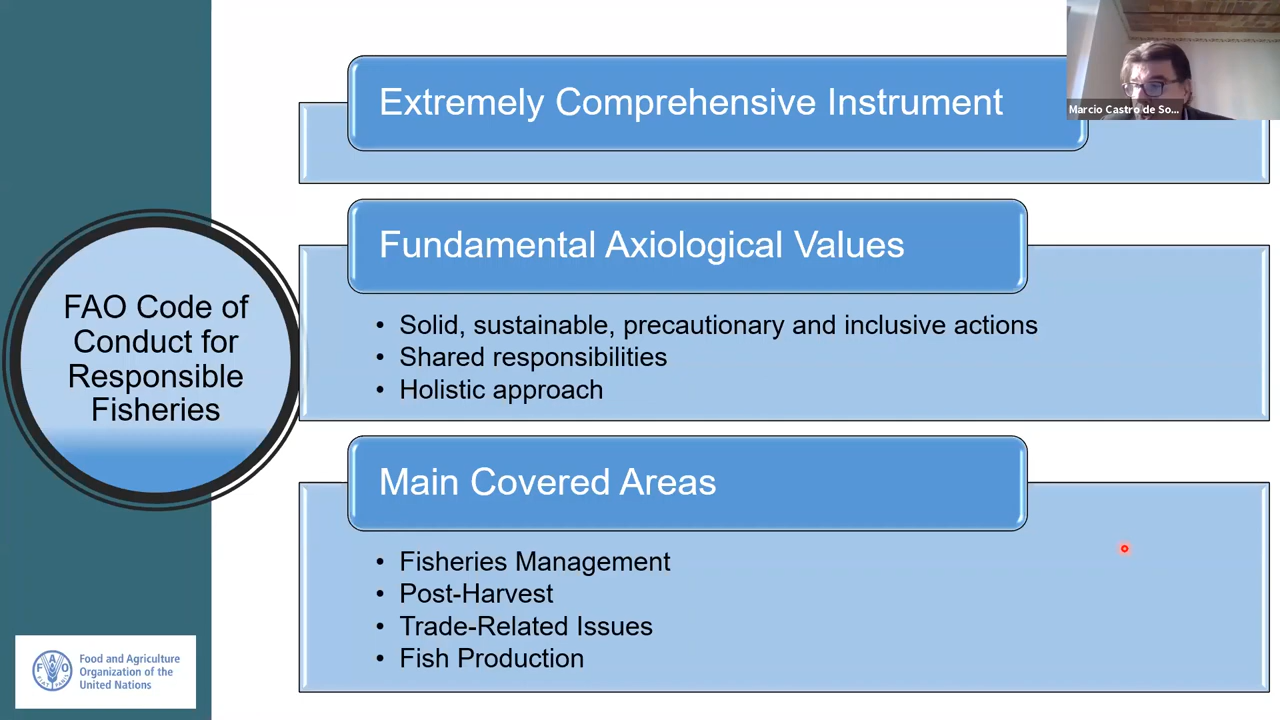 Extremely Comprehensive Instrument
Marcio Castro de So...
Fundamental Axiological Values
• Solid, sustainable, precautionary and inclusive actions
• Shared responsibilities
• Holistic approach
FAO Code of
Conduct for
Responsible
Fisheries
Main Covered Areas
• Fisheries Management
• Post-Harvest
• Trade-Related Issues
• Fish Production
F A O
Food and Agriculture
Organization of the
United Nations